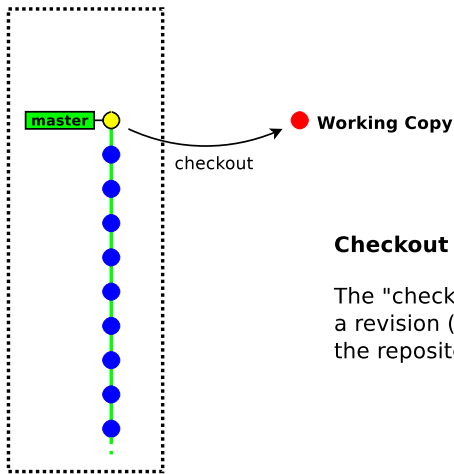 master
Working Copy
checkout
Checkout
The "check
a revision (
the reposit